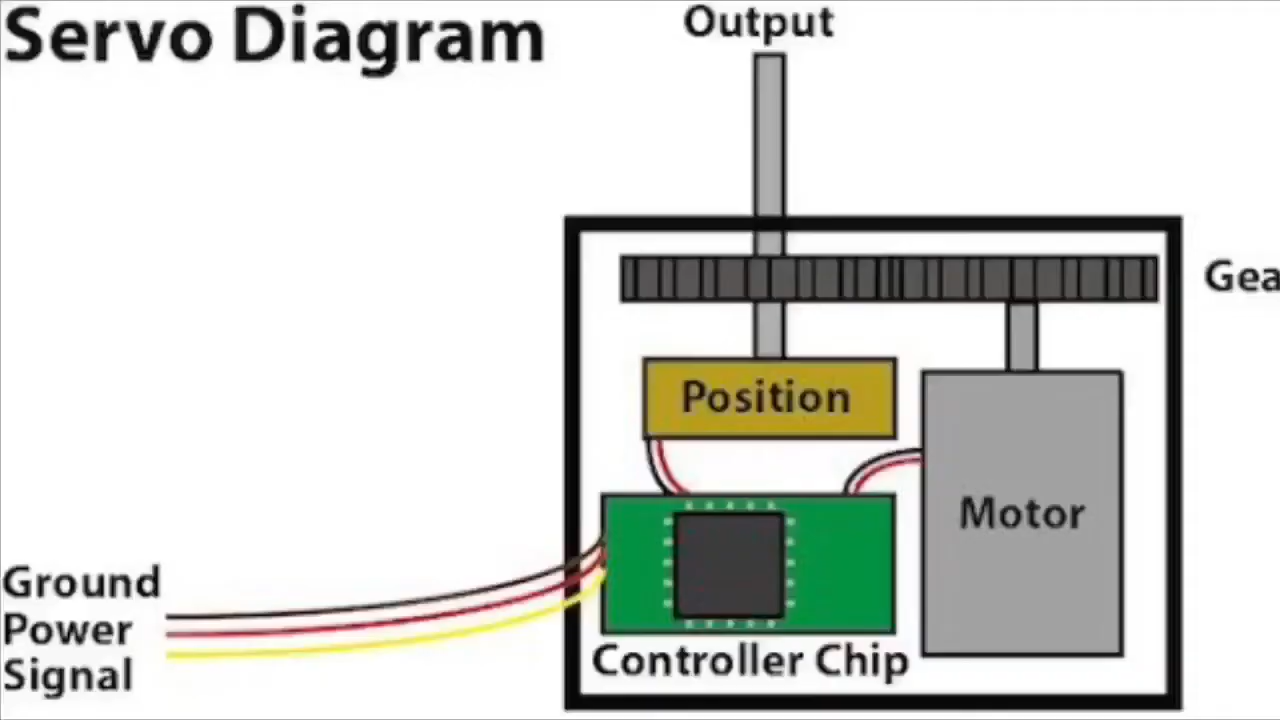 Servo Diagram
Output
Gea
Position
Motor
Ground
Power
Signal
Controller Chip